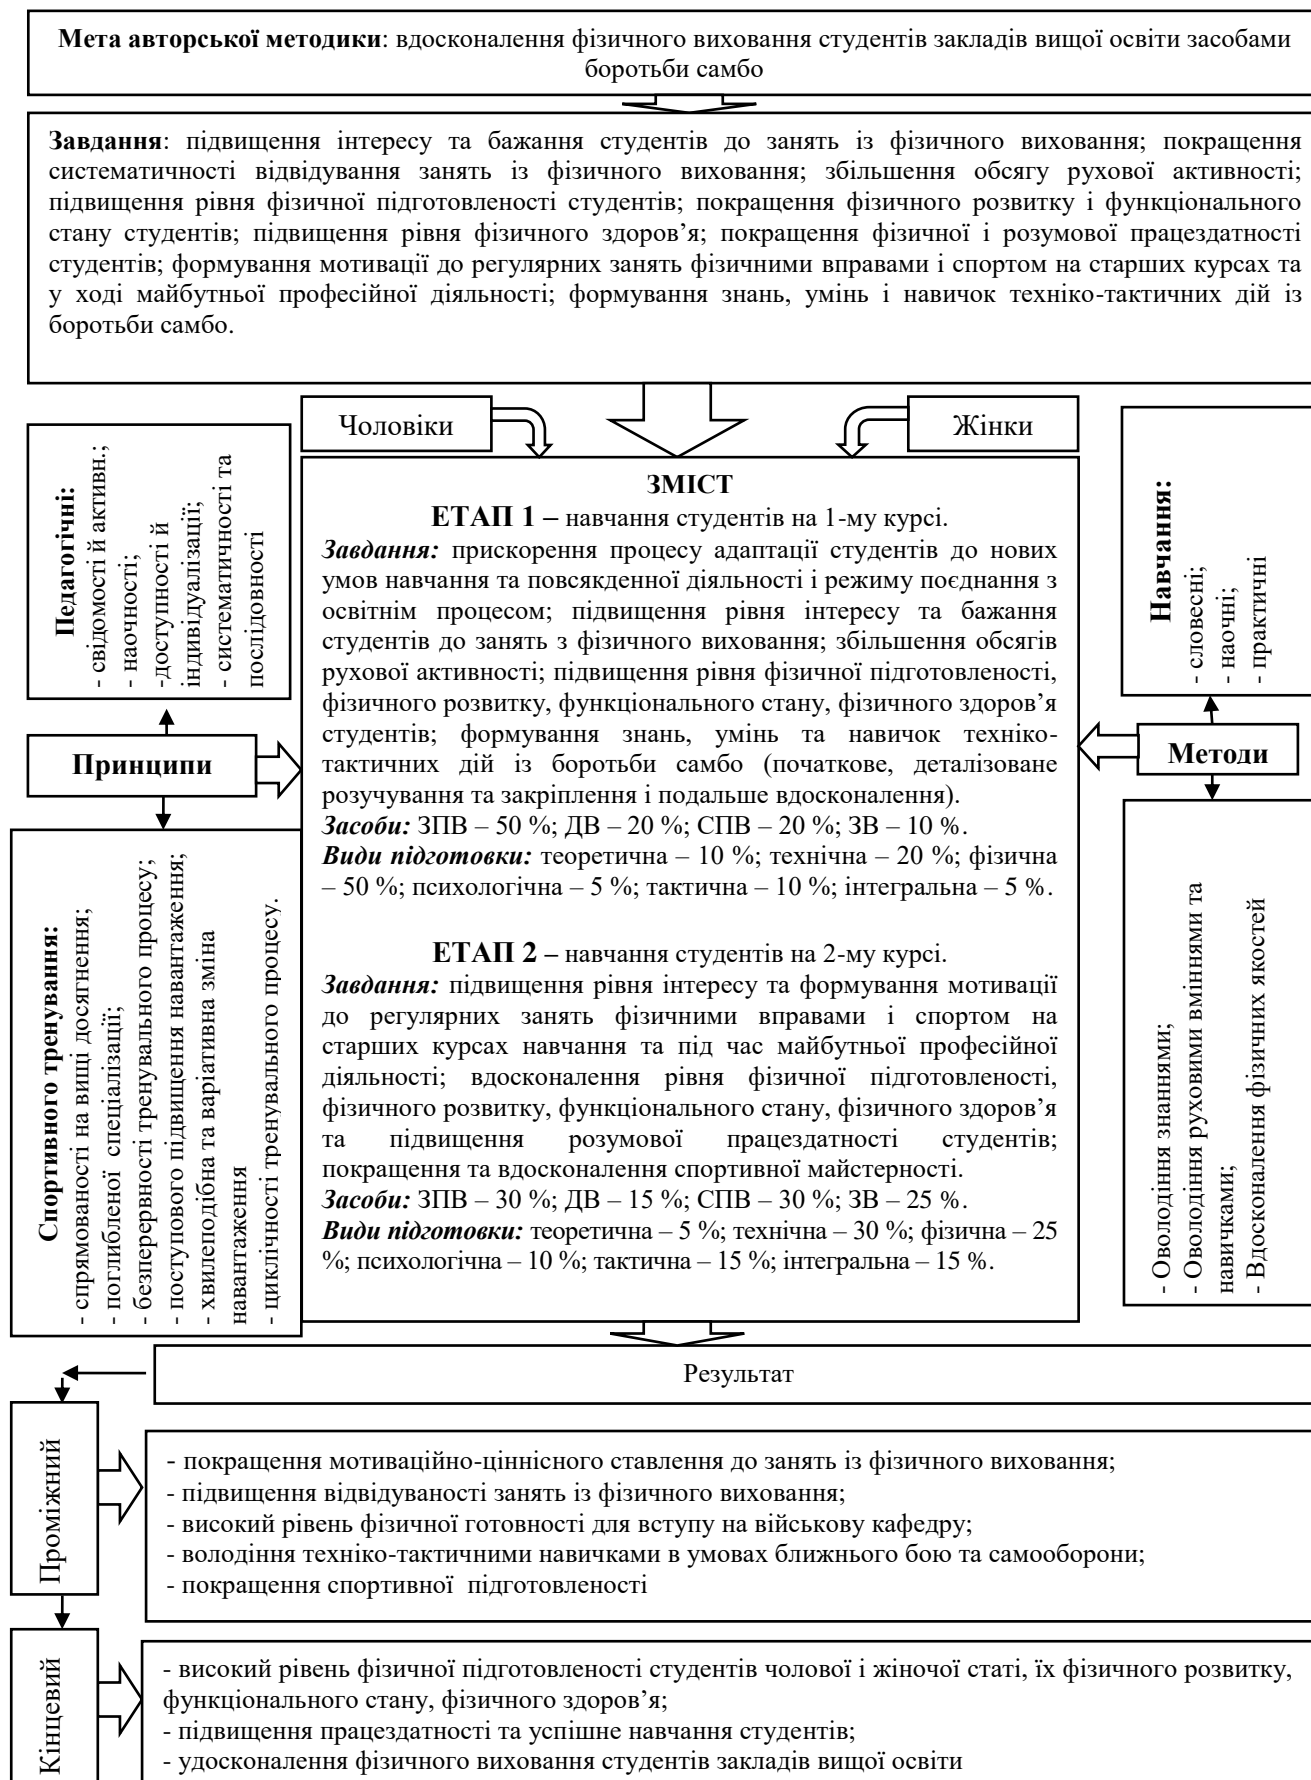 Мета авторської методики: вдосконалення фізичного виховання студентів закладів вищої освіти засобами
боротьби самбо
Завдання: підвищення інтересу та бажання студентів до занять із фізичного виховання; покращення
систематичності відвідування занять із фізичного виховання; збільшення обсягу рухової активності;
підвищення рівня фізичної підготовленості студентів; покращення фізичного розвитку і функціонального
стану студентів; підвищення рівня фізичного здоров’я; покращення фізичної і розумової працездатності
студентів; формування мотивації до регулярних занять фізичними вправами і спортом на старших курсах та
у ході майбутньої професійної діяльності; формування знань, умінь і навичок техніко-тактичних дій із
боротьби самбо.
Чоловіки
Жінки
Педагогічні:
- свідомості й активн.;
- наочності;
-доступності й
індивідуалізації;
- систематичності та
послідовності
Принципи
Спортивного тренування:
- спрямованості на вищі досягнення;
- поглибленої спеціалізації;
- безперервності тренувального процесу;
- поступового підвищення навантаження;
- хвилеподібна та варіативна зміна
навантаження
- циклічності тренувального процесу.
ЗМІСТ
ЕТАП 1 – навчання студентів на 1-му курсі.
Завдання: прискорення процесу адаптації студентів до нових
умов навчання та повсякденної діяльності і режиму поєднання з
освітнім процесом; підвищення рівня інтересу та бажання
студентів до занять з фізичного виховання; збільшення обсягів
рухової активності; підвищення рівня фізичної підготовленості,
фізичного розвитку, функціонального стану, фізичного здоров’я
студентів; формування знань, умінь та навичок техніко-
тактичних дій із боротьби самбо (початкове, деталізоване
розучування та закріплення і подальше вдосконалення).
Засоби: ЗПВ – 50 %; ДВ – 20 %; СПВ – 20 %; ЗВ – 10 %.
Види підготовки: теоретична – 10 %; технічна – 20 %; фізична
– 50 %; психологічна – 5 %; тактична – 10 %; інтегральна – 5 %.
ЕТАП 2 – навчання студентів на 2-му курсі.
Завдання: підвищення рівня інтересу та формування мотивації
до регулярних занять фізичними вправами і спортом на
старших курсах навчання та під час майбутньої професійної
діяльності; вдосконалення рівня фізичної підготовленості,
фізичного розвитку, функціонального стану, фізичного здоров’я
та підвищення розумової працездатності студентів;
покращення та вдосконалення спортивної майстерності.
Засоби: ЗПВ – 30 %; ДВ – 15 %; СПВ – 30 %; ЗВ – 25 %.
Види підготовки: теоретична – 5 %; технічна – 30 %; фізична – 25
%; психологічна – 10 %; тактична – 15 %; інтегральна – 15 %.
Навчання:
- словесні;
- наочні;
- практичні
Методи
- Оволодіння знаннями;
- Оволодіння руховими вміннями та
навичками;
- Вдосконалення фізичних якостей
Результат
Проміжний
- покращення мотиваційно-ціннісного ставлення до занять із фізичного виховання;
- підвищення відвідуваності занять із фізичного виховання;
- високий рівень фізичної готовності для вступу на військову кафедру;
- володіння техніко-тактичними навичками в умовах ближнього бою та самооборони;
- покращення спортивної підготовленості
Кінцевий
- високий рівень фізичної підготовленості студентів чолової і жіночої статі, їх фізичного розвитку,
функціонального стану, фізичного здоров’я;
- підвищення працездатності та успішне навчання студентів;
- удосконалення фізичного виховання студентів закладів вищої освіти